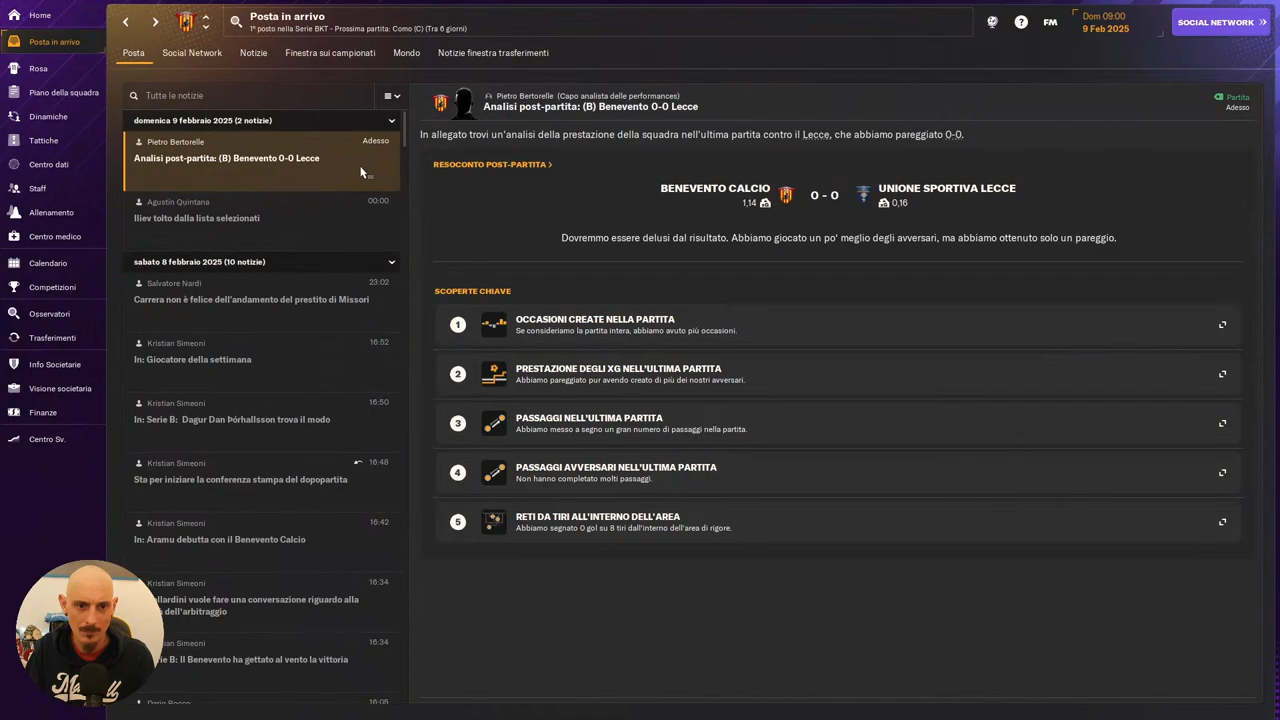 Home
Posta in arrivo
Rosa
Piano della squadra
Dinamiche
Tattiche
Centro dati
Staff
Allenamento
Centro medico
Calendario
Competizioni
Osservatori
Trasferimenti
Info Societarie
Visione societaria
Finanze
Centro Sv.
Posta in arrivo
1° posto nella Serie BKT - Prossima partita: Como (C) (Tra 6 giorni)
FM
Dom 09:00
9 Feb 2025
SOCIAL NETWORK
Posta
Social Network
Notizie
Finestra sui campionati
Mondo
Notizie finestra trasferimenti
Tutte le notizie
domenica 9 febbraio 2025 (2 notizie)
Pietro Bertorelle
Adesso
Analisi post-partita: (B) Benevento 0-0 Lecce
Agustín Quintana
00:00
Iliev tolto dalla lista selezionati
sabato 8 febbraio 2025 (10 notizie)
Salvatore Nardi
23:02
Carrera non è felice dell'andamento del prestito di Missori
Kristian Simeoni
16:52
In: Giocatore della settimana
Kristian Simeoni
16:50
In: Serie B: Dagur Dan Þórhallsson trova il modo
Kristian Simeoni
16:48
Sta per iniziare la conferenza stampa del dopopartita
Kristian Simeoni
16:42
In: Aramu debutta con il Benevento Calcio
Kristian Simeoni
16:34
vuole fare una conversazione riguardo alla
dell'arbitraggio
Simeoni
16:34
B: Il Benevento ha gettato al vento la vittoria
16:05
Pietro Bertorelle (Capo analista delle performances)
Analisi post-partita: (B) Benevento 0-0 Lecce
Partita
Adesso
In allegato trovi un'analisi della prestazione della squadra nell'ultima partita contro il Lecce, che abbiamo pareggiato 0-0.
RESOCONTO POST-PARTITA
BENEVENTO CALCIO
1,14
0 - 0
UNIONE SPORTIVA LECCE
0,16
Dovremmo essere delusi dal risultato. Abbiamo giocato un po' meglio degli avversari, ma abbiamo ottenuto solo un pareggio.
SCOPERTE CHIAVE
1
OCCASIONI CREATE NELLA PARTITA
Se consideriamo la partita intera, abbiamo avuto più occasioni.
2
PRESTAZIONE DEGLI XG NELL'ULTIMA PARTITA
Abbiamo pareggiato pur avendo creato di più dei nostri avversari.
3
PASSAGGI NELL'ULTIMA PARTITA
Abbiamo messo a segno un gran numero di passaggi nella partita.
4
PASSAGGI AVVERSARI NELL'ULTIMA PARTITA
Non hanno completato molti passaggi.
5
RETI DA TIRI ALL'INTERNO DELL'AREA
Abbiamo segnato 0 gol su 8 tiri dall'interno dell'area di rigore.